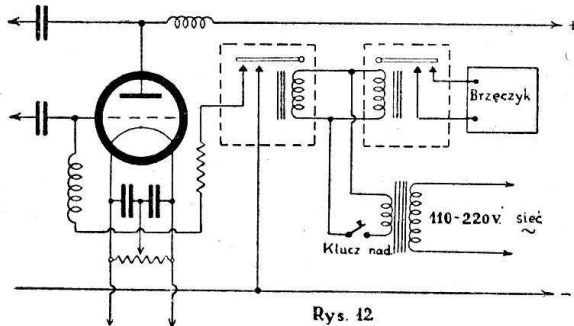 +
Brzęczyk
110-220v. sieć
~
Klucz nad.
-
Rys. 12